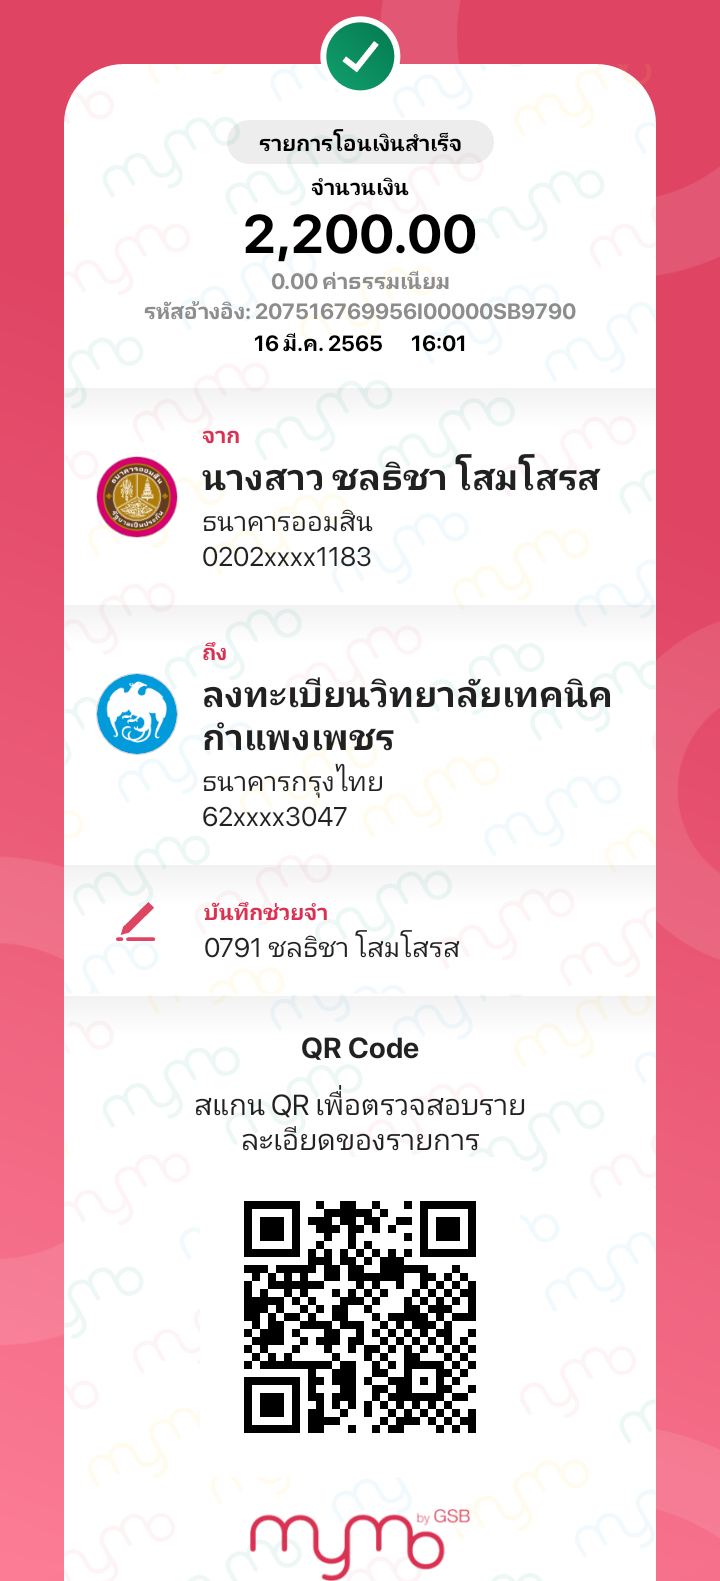 รายการโอนเงินสำเร็จ
จำนวนเงิน
2,200.00
0.00 ค่าธรรมเนียม
รหัสอ้างอิง: 207516769956I00000SB9790
16 มี.ค. 2565 16:01
จาก
นางสาว ชลธิชา โสมโสรส
ธนาคารออมสิน
0202xxxx1183
ถึง
ลงทะเบียนวิทยาลัยเทคนิค
กำแพงเพชร
ธนาคารกรุงไทย
62xxxx3047
บันทึกช่วยจำ
0791 ชลธิชา โสมโสรส
QR Code
สแกน QR เพื่อตรวจสอบราย
ละเอียดของรายการ
mymo by GSB